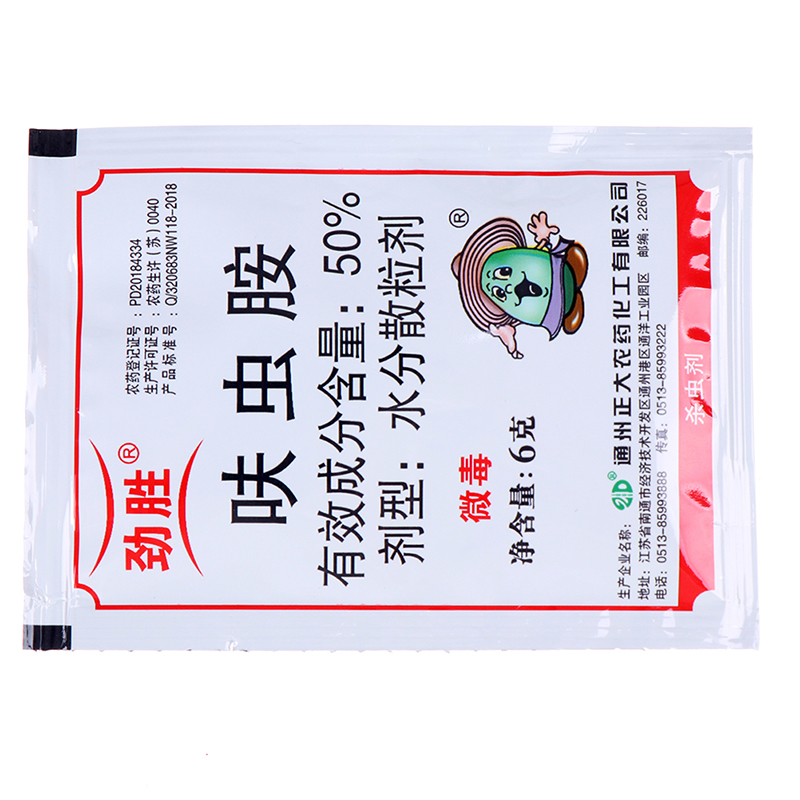 农药登记证号：PD20184334
生产许可证号：农药生许（苏）0040
产品标准号：Q/320683NW118-2018
劲胜®
呋虫胺
有效成分含量：50%
剂型：水分散粒剂
®
微毒
净含量：6克
生产企业名称：2D®通州正大农药化工有限公司
地址：江苏省南通市经济技术开发区通州港区通洋工业园区 邮编：226017
电话：0513-85993888 传真：0513-85993222
杀虫剂